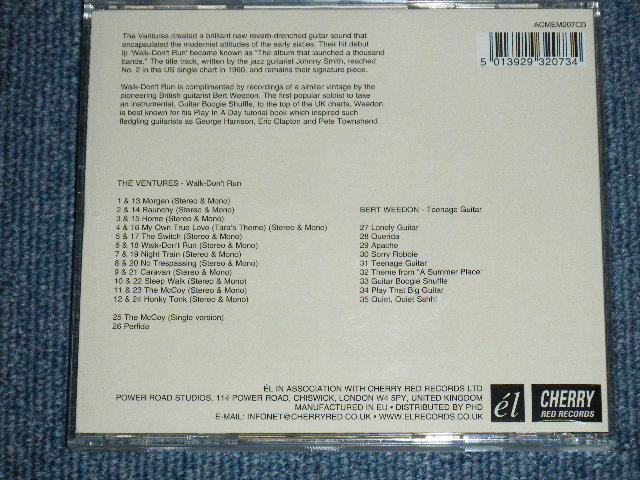 The Ventures created a brilliant new reverb-drenched guitar sound that
encapsulated the modernist attitudes of the early sixties. Their hit debut
lp 'Walk-Don't Run' became known as "The album that launched a thousand
bands." The title track, written by the jazz guitarist Johnny Smith, reached
No. 2 in the US single chart in 1960, and remains their signature piece.
Walk-Don't Run is complimented by recordings of a similar vintage by the
pioneering British guitarist Bert Weedon. The first popular soloist to take
an instrumental, Guitar Boogie Shuffle, to the top of the UK charts, Weedon
is best known for his Play In A Day tutorial book which inspired such
fledgling guitarists as George Harrison, Eric Clapton and Pete Townshend.
ACMEM207CD
5 013929 320734
THE VENTURES - Walk-Don't Run
1 & 13 Morgen (Stereo & Mono)
2 & 14 Raunchy (Stereo & Mono)
3 & 15 Home (Stereo & Mono)
4 & 16 My Own True Love (Tara's Theme) (Stereo & Mono)
5 & 17 The Switch (Stereo & Mono)
6 & 18 Walk-Don't Run (Stereo & Mono)
7 & 19 Night Train (Stereo & Mono)
8 & 20 No Trespassing (Stereo & Mono)
9 & 21 Caravan (Stereo & Mono)
10 & 22 Sleep Walk (Stereo & Mono)
11 & 23 The McCoy (Stereo & Mono)
12 & 24 Honky Tonk (Stereo & Mono)
25 The McCoy (Single version)
26 Perfida
BERT WEEDON - Teenage Guitar
27 Lonely Guitar
28 Querida
29 Apache
30 Sorry Robbie
31 Teenage Guitar
32 Theme from "A Summer Place"
33 Guitar Boogie Shuffle
34 Play That Big Guitar
35 Quiet, Quiet Sshh!
ÉL IN ASSOCIATION WITH CHERRY RED RECORDS LTD
POWER ROAD STUDIOS, 114 POWER ROAD, CHISWICK, LONDON W4 5PY, UNITED KINGDOM
MANUFACTURED IN EU • DISTRIBUTED BY PHD
E-MAIL: INFONET@CHERRYRED.CO.UK • WWW.ELRECORDS.CO.UK
él
CHERRY
RED RECORDS